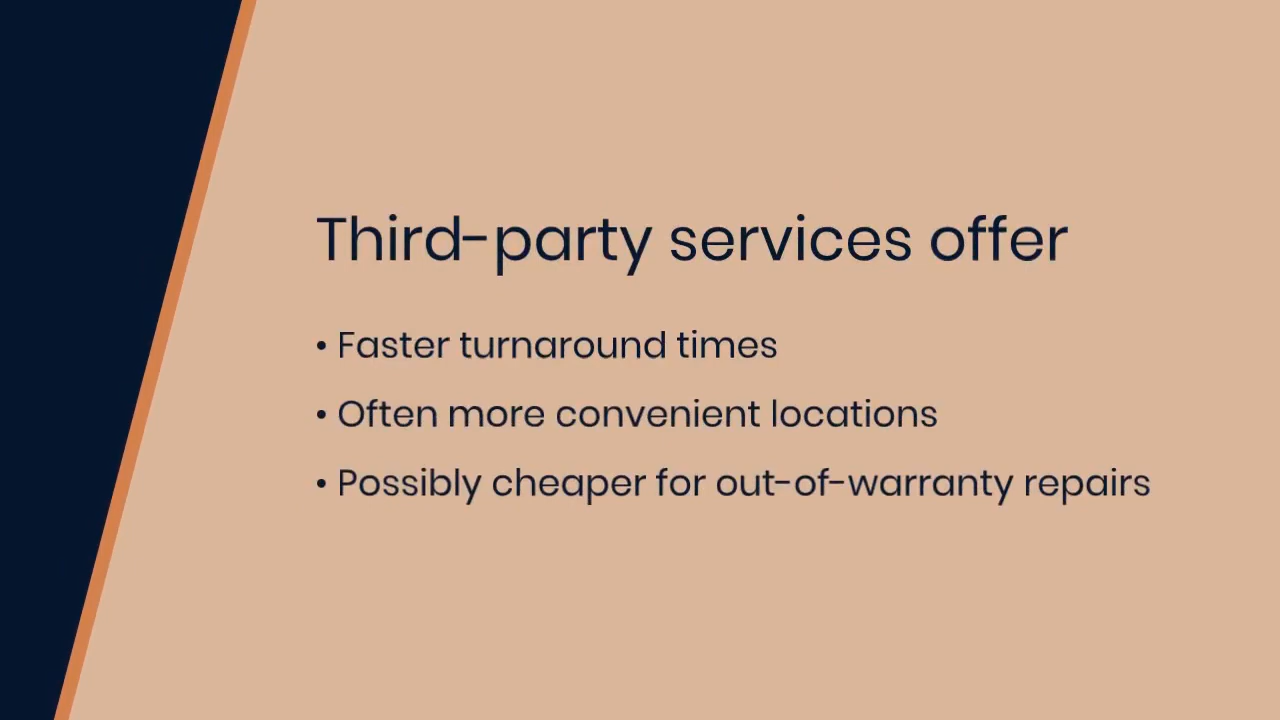 Third-party services offer
• Faster turnaround times
• Often more convenient locations
• Possibly cheaper for out-of-warranty repairs